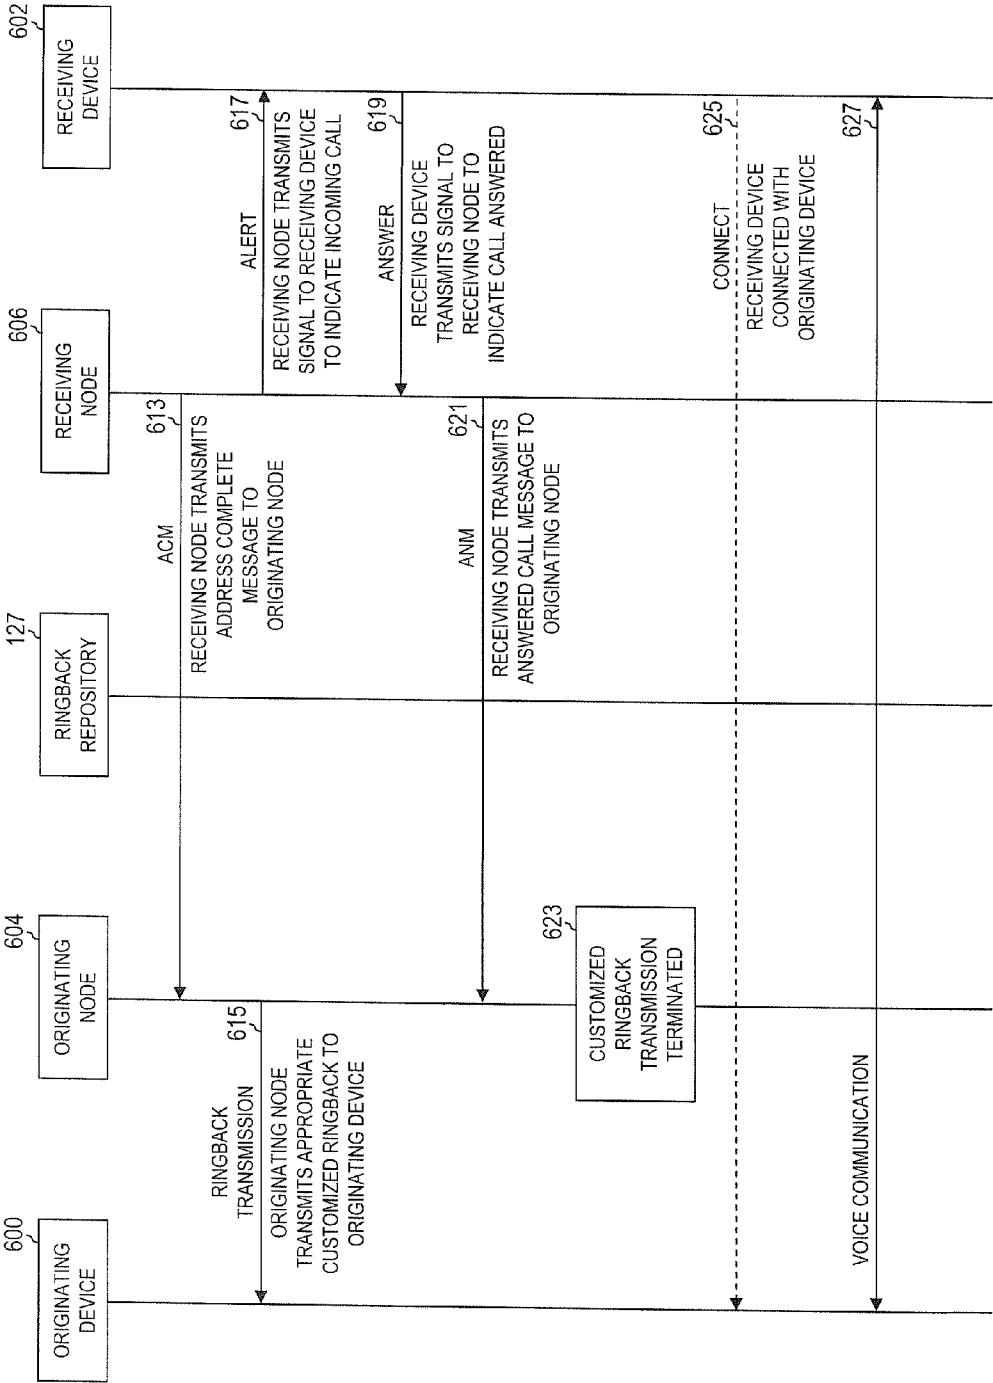 600
ORIGINATING
DEVICE
604
ORIGINATING
NODE
127
RINGBACK
REPOSITORY
606
RECEIVING
NODE
602
RECEIVING
DEVICE
ACM
613
RECEIVING NODE TRANSMITS
ADDRESS COMPLETE
MESSAGE TO
ORIGINATING NODE
RINGBACK
TRANSMISSION
615
ORIGINATING NODE
TRANSMITS APPROPRIATE
CUSTOMIZED RINGBACK TO
ORIGINATING DEVICE
ALERT
617
RECEIVING NODE TRANSMITS
SIGNAL TO RECEIVING DEVICE
TO INDICATE INCOMING CALL
ANSWER
619
RECEIVING DEVICE
TRANSMITS SIGNAL TO
RECEIVING NODE TO
INDICATE CALL ANSWERED
ANM
621
RECEIVING NODE TRANSMITS
ANSWERED CALL MESSAGE TO
ORIGINATING NODE
623
CUSTOMIZED
RINGBACK
TRANSMISSION
TERMINATED
CONNECT
625
RECEIVING DEVICE
CONNECTED WITH
ORIGINATING DEVICE
VOICE COMMUNICATION
627